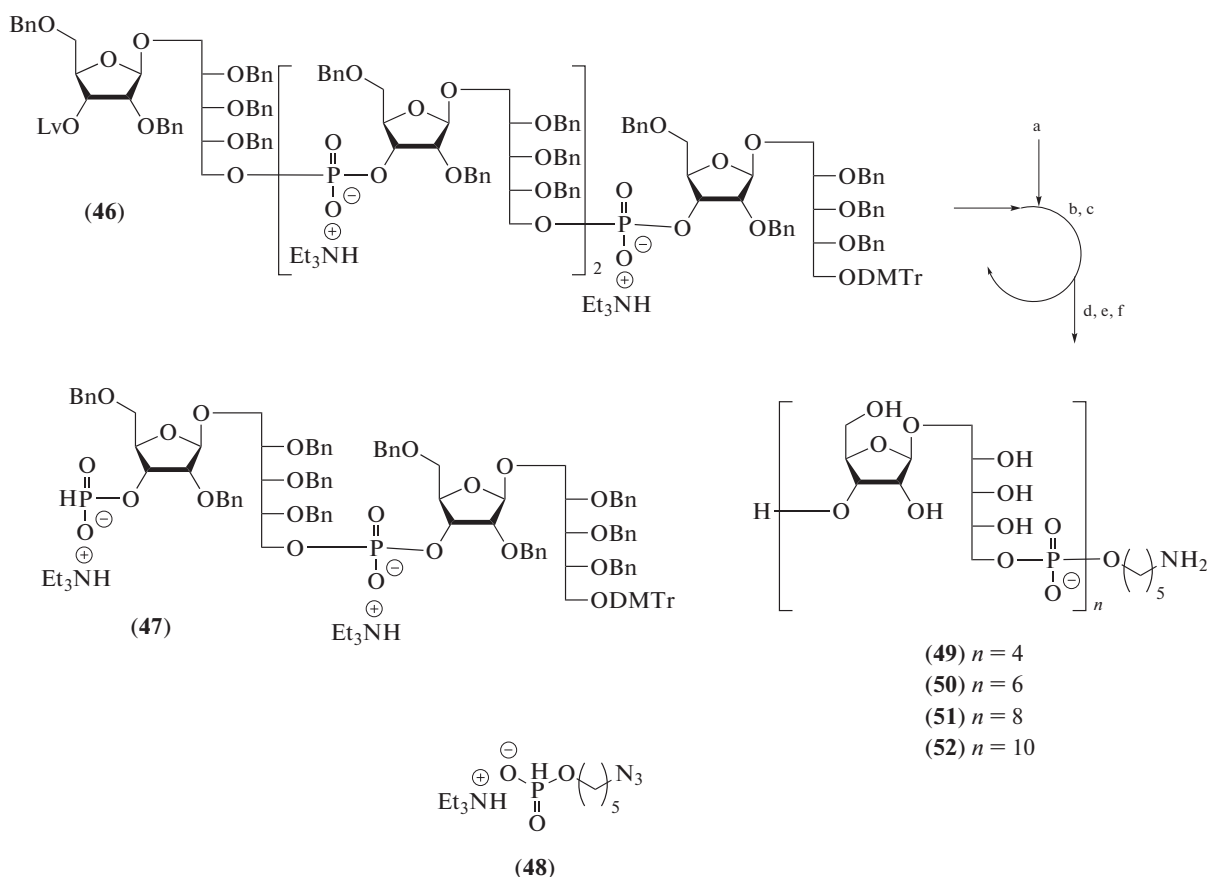 BnO
O
O
OBn
OBn
OBn
LvO
OBn
O
(46)
O
P
O
⊖
O
⊕
Et3NH
BnO
O
O
OBn
OBn
OBn
OBn
O
2
O
P
⊖
O
⊕
Et3NH
O
BnO
O
O
OBn
OBn
OBn
OBn
ODMTr
a
b, c
d, e, f
BnO
O
O
OBn
OBn
OBn
OBn
O
O
HP
⊖
O
⊕
Et3NH
O
(47)
O
P
⊖
O
⊕
Et3NH
O
BnO
O
O
OBn
OBn
OBn
OBn
ODMTr
H
O
OH
O
O
OH
OH
OH
OH
O
O
P
O⊖
n
O
5
NH2
(49) n = 4
(50) n = 6
(51) n = 8
(52) n = 10
⊖
O
H
P
O
O
5
N3
⊕
Et3NH
(48)